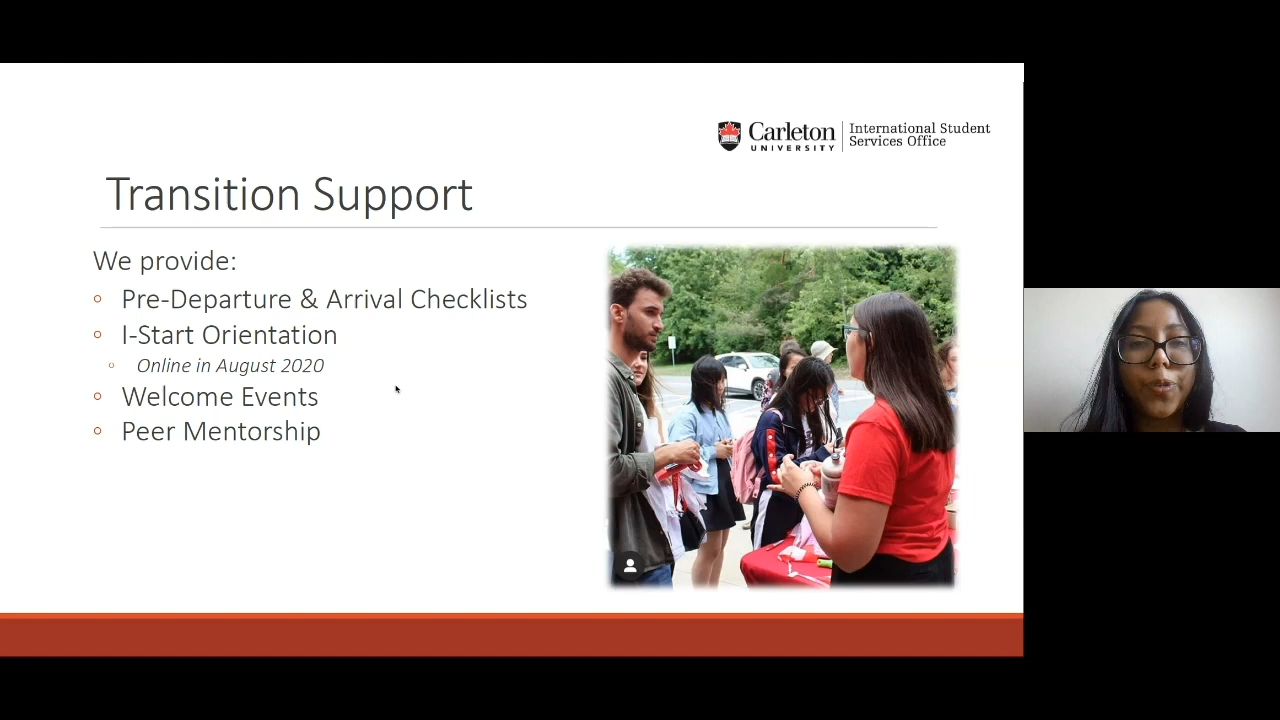 Carleton
UNIVERSITY
International Student
Services Office
Transition Support
We provide:
Pre-Departure & Arrival Checklists
I-Start Orientation
Online in August 2020
Welcome Events
Peer Mentorship